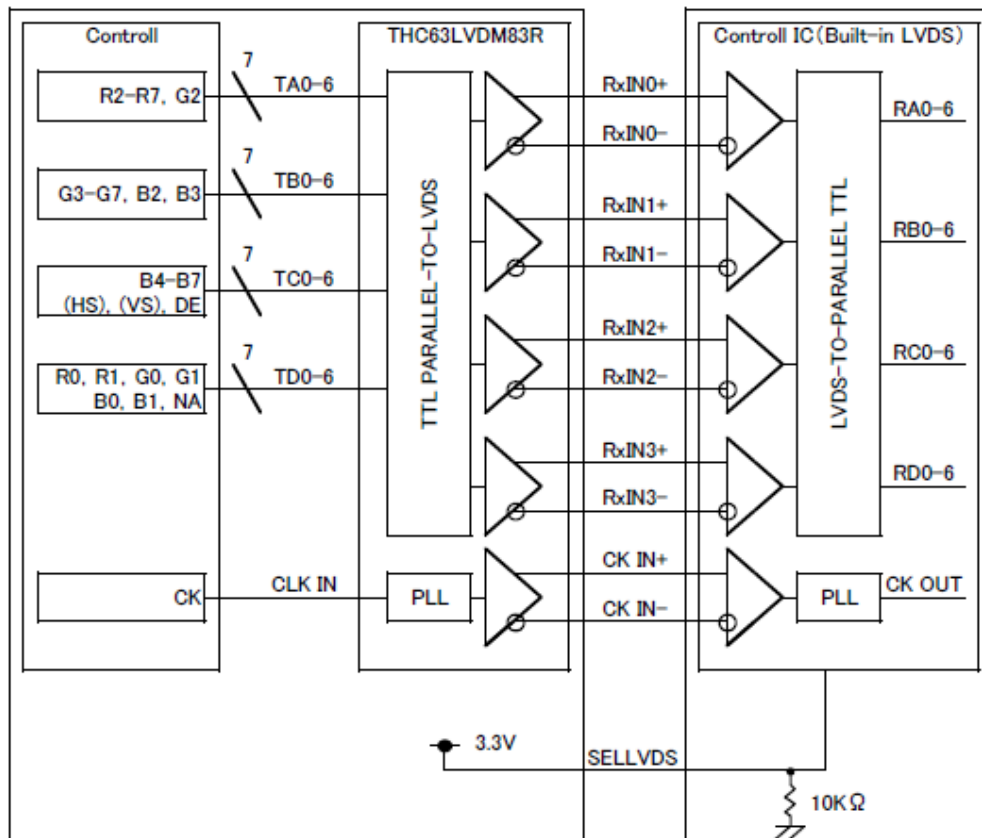 Controll
THC63LVDM83R
Controll IC(Built-in LVDS)
R2-R7, G2
7
TA0-6
G3-G7, B2, B3
7
TB0-6
B4-B7
(HS), (VS), DE
7
TC0-6
R0, R1, G0, G1
B0, B1, NA
7
TD0-6
CK
CLK IN
TTL PARALLEL-TO-LVDS
PLL
RxIN0+
RxIN0-
RxIN1+
RxIN1-
RxIN2+
RxIN2-
RxIN3+
RxIN3-
CK IN+
CK IN-
LVDS-TO-PARALLEL TTL
PLL
RA0-6
RB0-6
RC0-6
RD0-6
CK OUT
3.3V
SELLVDS
10KΩ